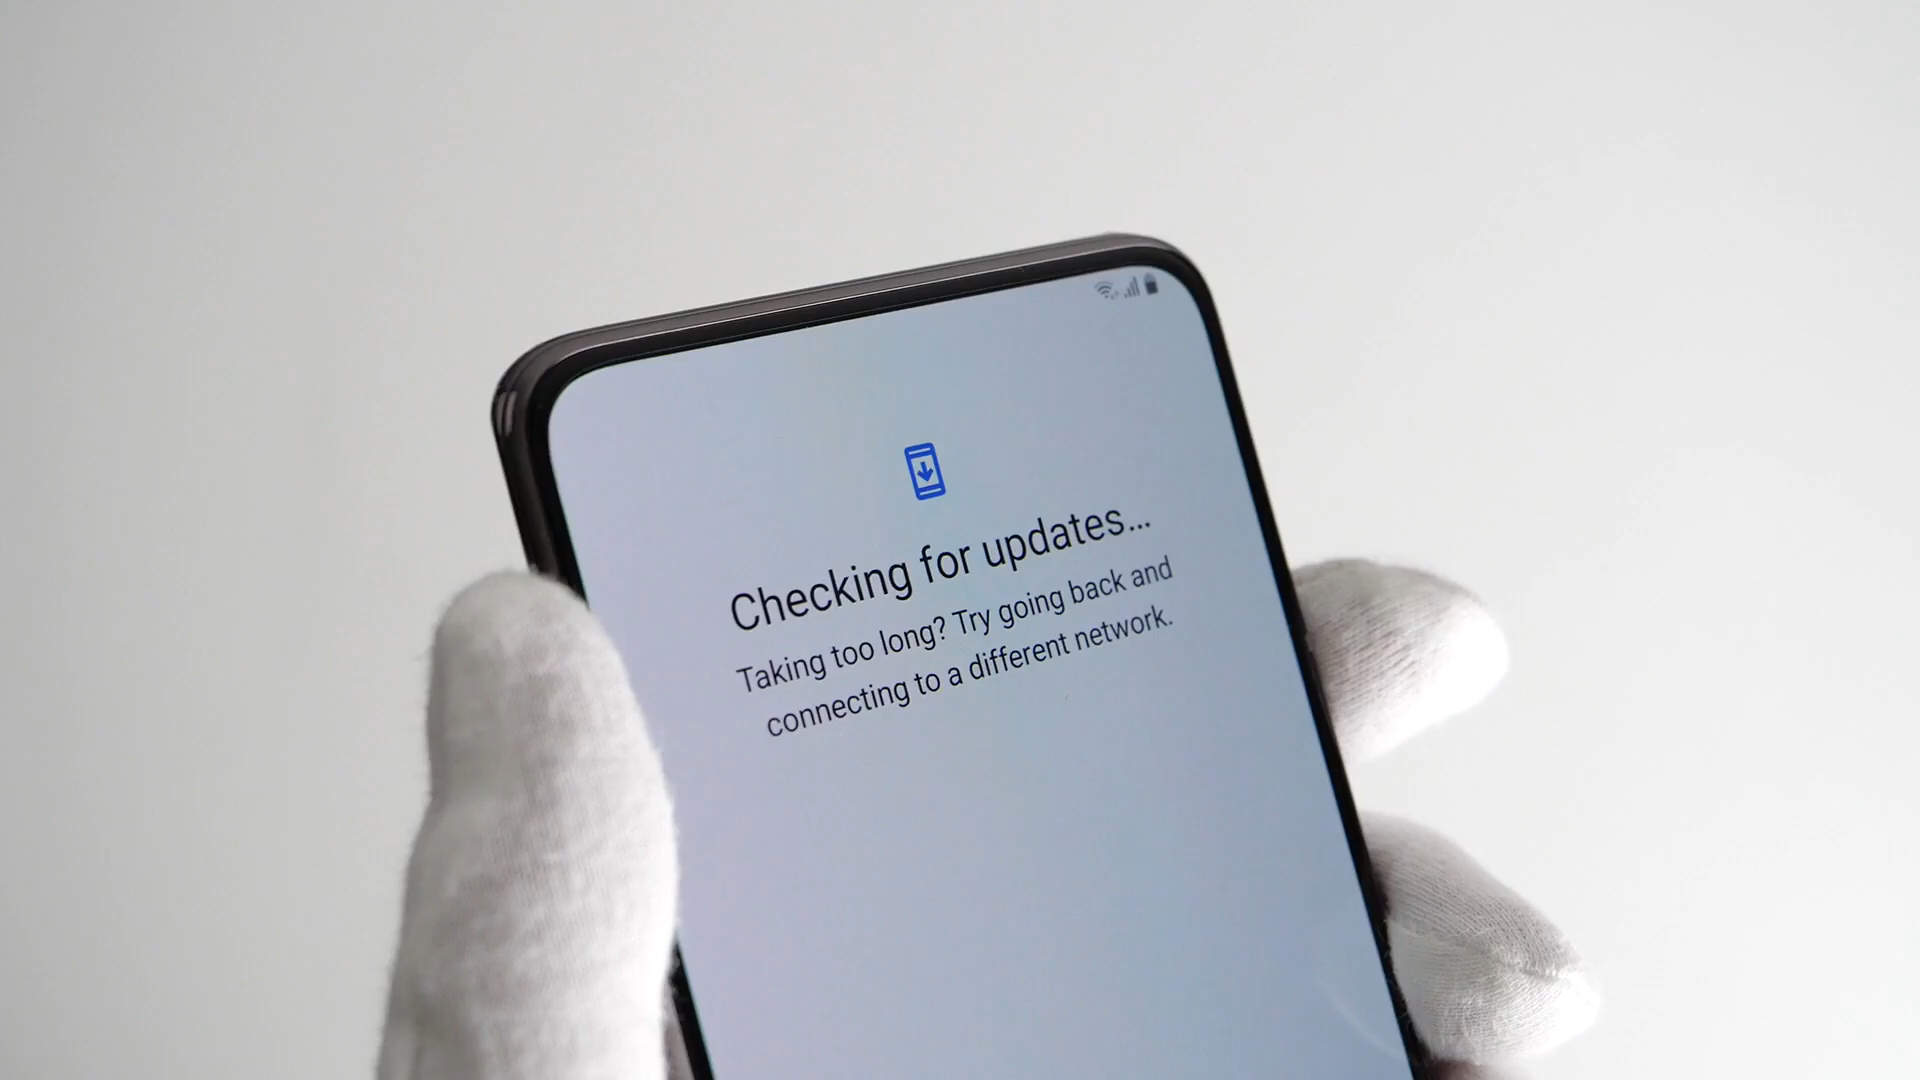 Checking for updates...
Taking too long? Try going back and
connecting to a different network.